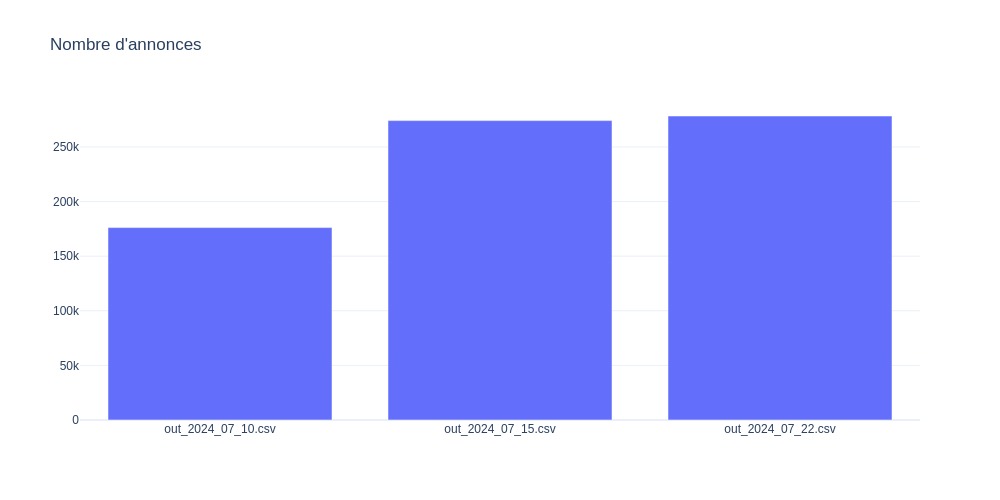 Nombre d'annonces
250k
200k
150k
100k
50k
0
out_2024_07_10.csv
out_2024_07_15.csv
out_2024_07_22.csv